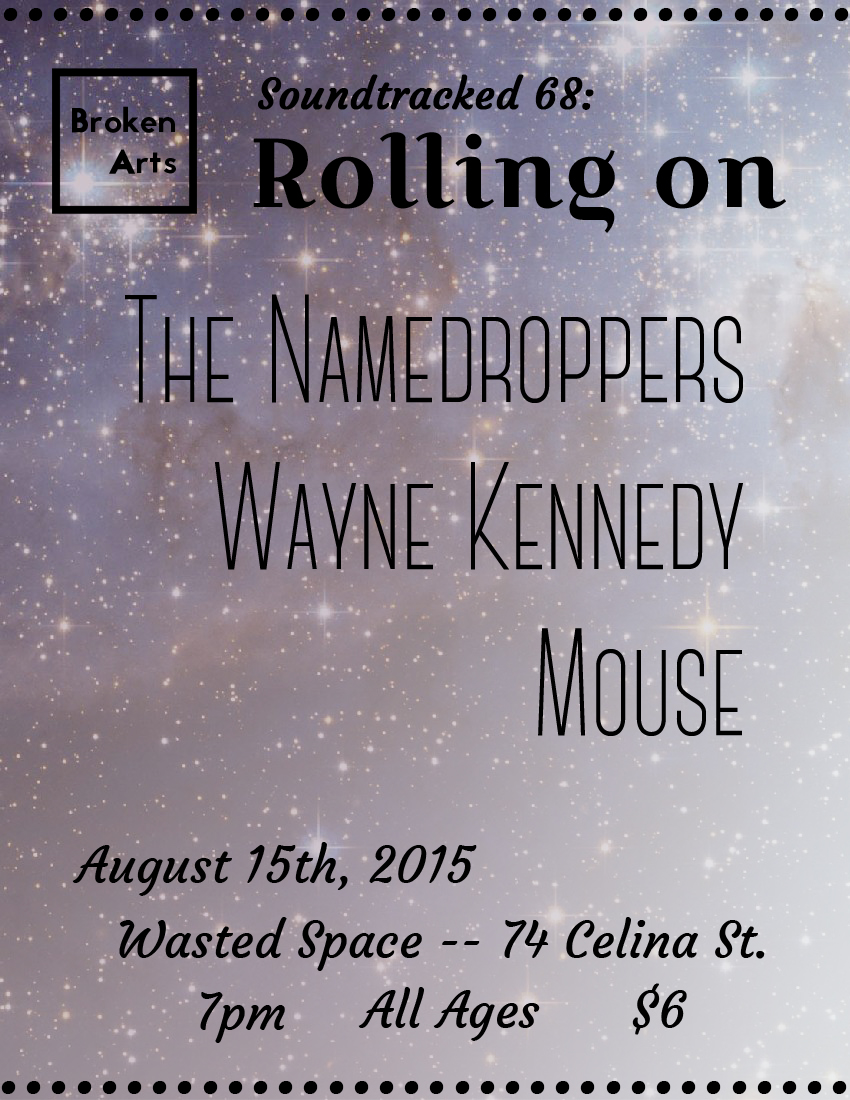 Broken
Arts
Soundtracked 68:
Rolling on
The Namedroppers
Wayne Kennedy
Mouse
August 15th, 2015
Wasted Space -- 74 Celina St.
7pm All Ages $6